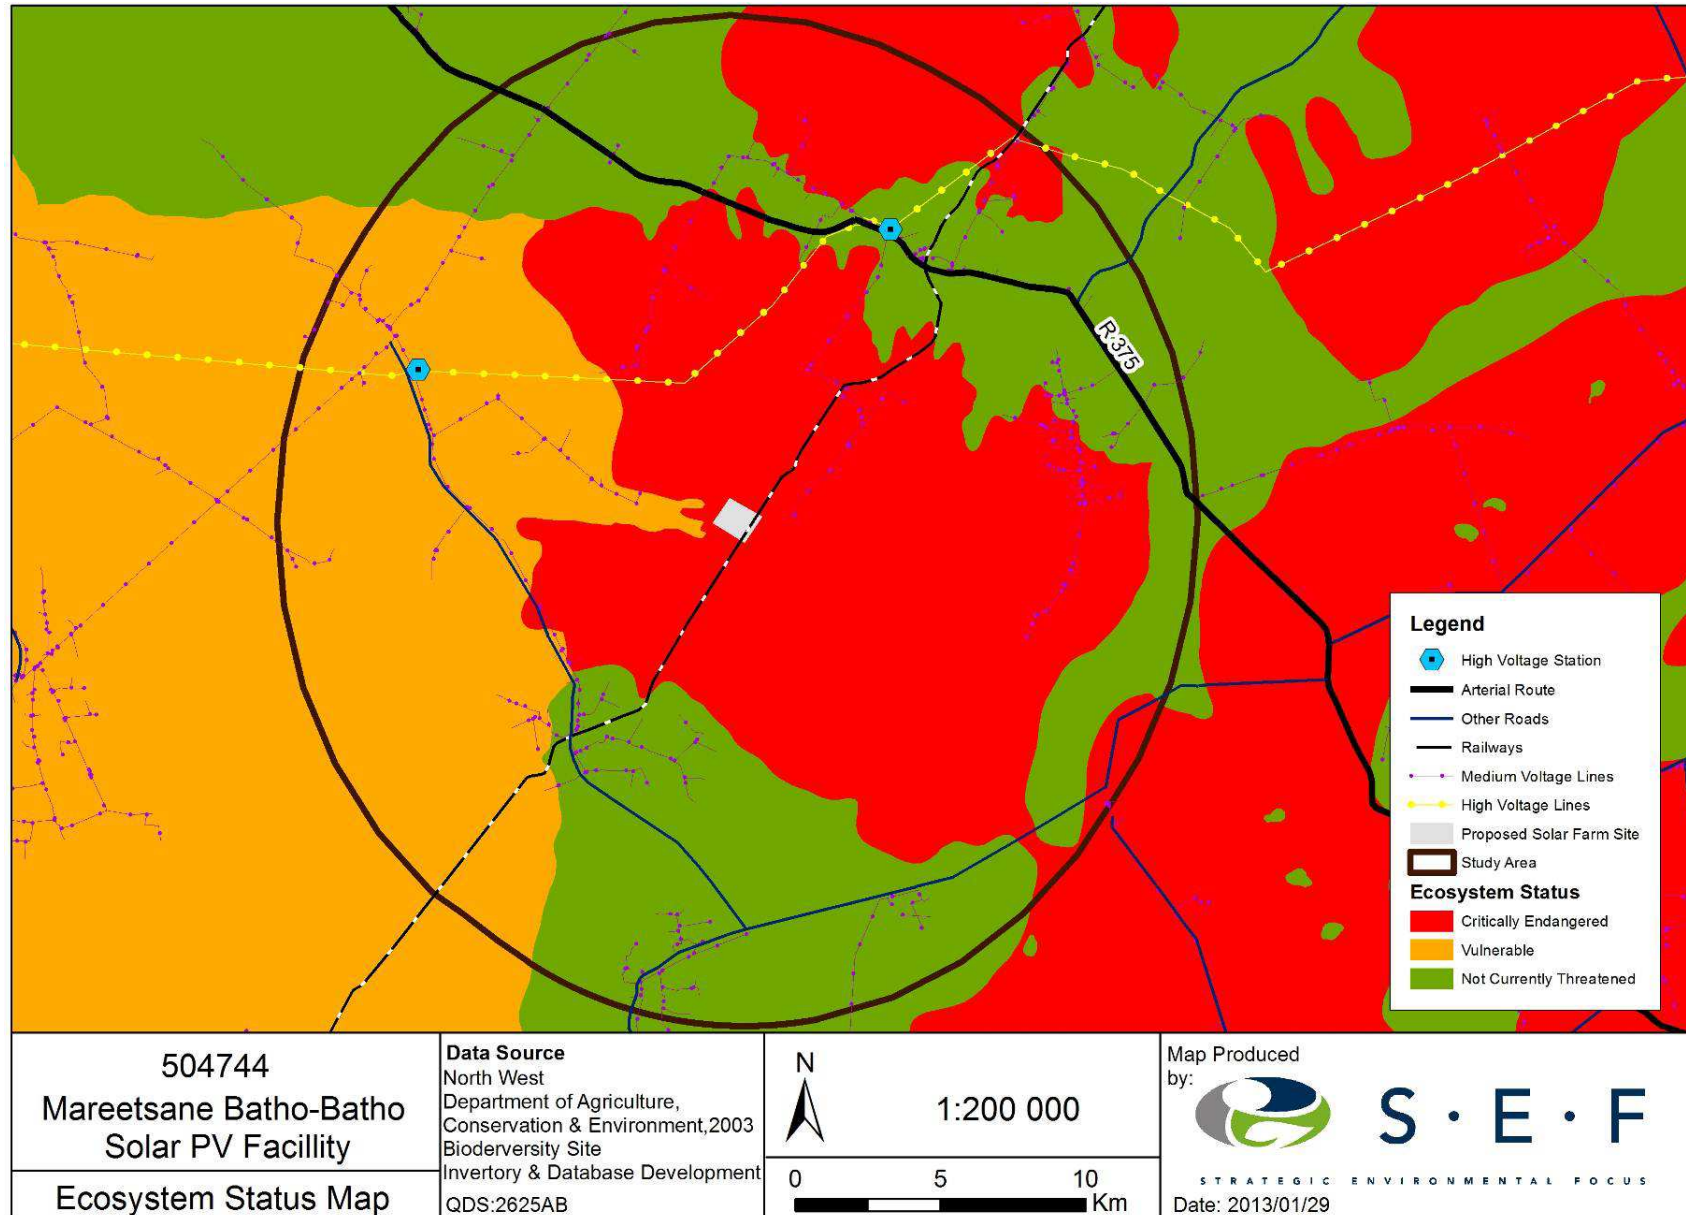 R:375
Legend
High Voltage Station
Arterial Route
Other Roads
Railways
Medium Voltage Lines
High Voltage Lines
Proposed Solar Farm Site
Study Area
Ecosystem Status
Critically Endangered
Vulnerable
Not Currently Threatened
504744
Mareetsane Batho-Batho
Solar PV Facillity
Ecosystem Status Map
Data Source
North West
Department of Agriculture,
Conservation & Environment,2003
Bioderversity Site
Invertory & Database Development
QDS:2625AB
N
1:200 000
0 5 10
Km
Map Produced
by:
S·E·F
STRATEGIC ENVIRONMENTAL FOCUS
Date: 2013/01/29